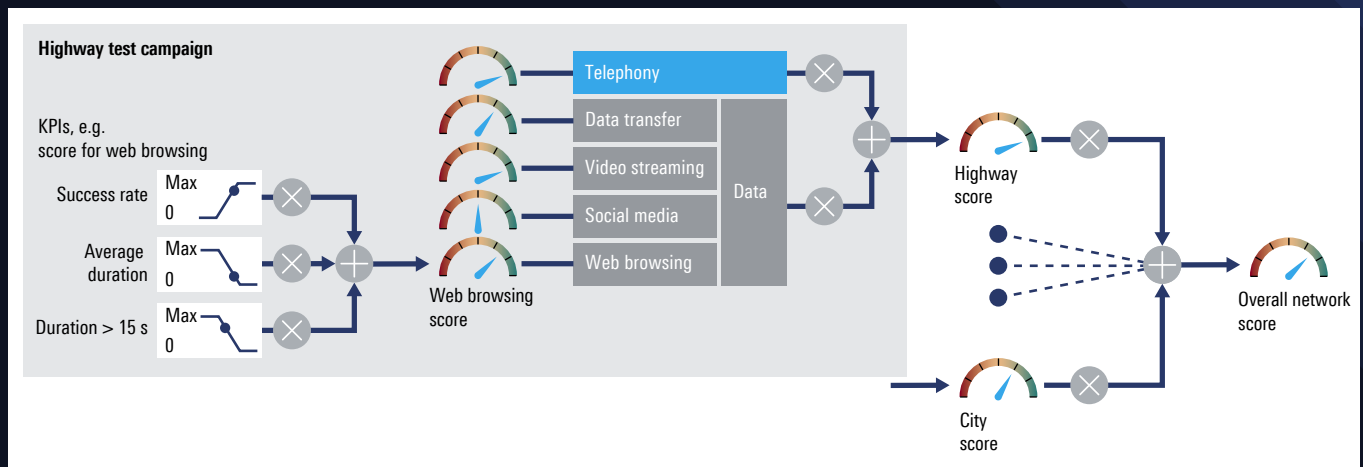 Highway test campaign
KPIs, e.g.
score for web browsing
Success rate
Max
0
Average
duration
Max
0
Duration > 15 s
Max
0
Web browsing
score
Telephony
Data transfer
Video streaming
Social media
Web browsing
Data
Highway
score
City
score
Overall network
score